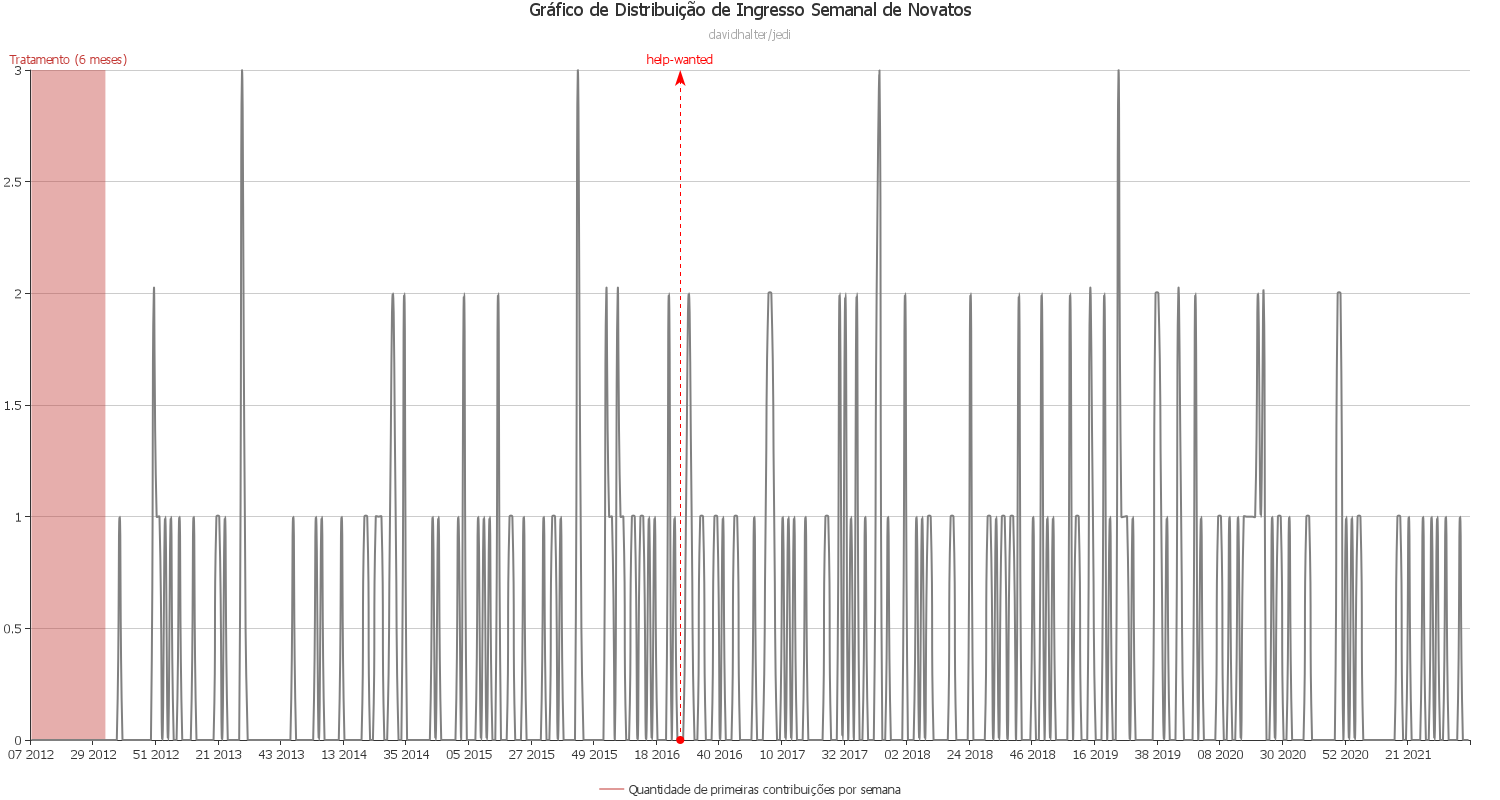 Gráfico de Distribuição de Ingresso Semanal de Novatos
davidhalter/jedi
Tratamento (6 meses)
help-wanted
3
2.5
2
1.5
1
0.5
0
07 2012 29 2012 51 2012 21 2013 43 2013 13 2014 35 2014 05 2015 27 2015 49 2015 18 2016 40 2016 10 2017 32 2017 02 2018 24 2018 46 2018 16 2019 38 2019 08 2020 30 2020 52 2020 21 2021
Quantidade de primeiras contribuições por semana